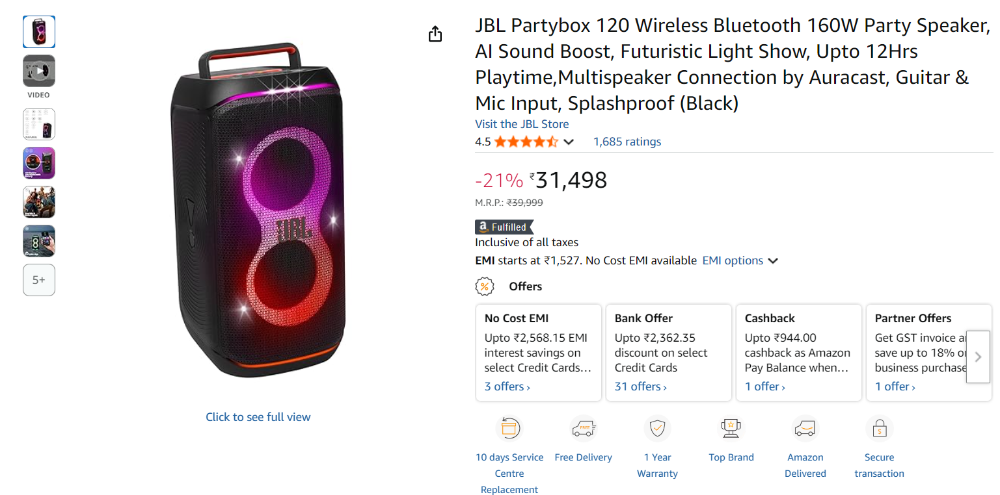 JBL Partybox 120 Wireless Bluetooth 160W Party Speaker,
AI Sound Boost, Futuristic Light Show, Upto 12Hrs
Playtime,Multispeaker Connection by Auracast, Guitar &
Mic Input, Splashproof (Black)
Visit the JBL Store
4.5
1,685 ratings
-21% ₹31,498
M.R.P.: ₹39,999
a Fulfilled
Inclusive of all taxes
EMI starts at ₹1,527. No Cost EMI available EMI options
% Offers
No Cost EMI
Upto ₹2,568.15 EMI
interest savings on
select Credit Cards…
3 offers ›
Bank Offer
Upto ₹2,362.35
discount on select
Credit Cards
31 offers ›
Cashback
Upto ₹944.00
cashback as Amazon
Pay Balance when…
1 offer ›
Partner Offers
Get GST invoice
save up to 18%
business purchase
1 offer ›
FREE
$
10 days Service
Centre
Replacement
Free Delivery
1 Year
Warranty
Top Brand
Amazon
Delivered
Secure
transaction
VIDEO
5+
JBL
Click to see full view